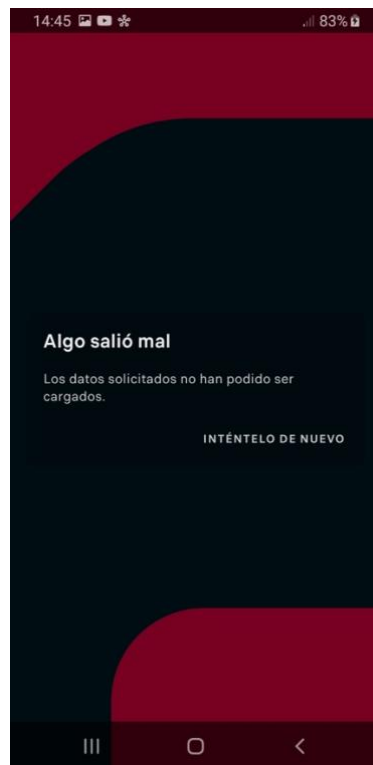 14:45 83%
Algo salió mal
Los datos solicitados no han podido ser
cargados.
INTÉNTELO DE NUEVO